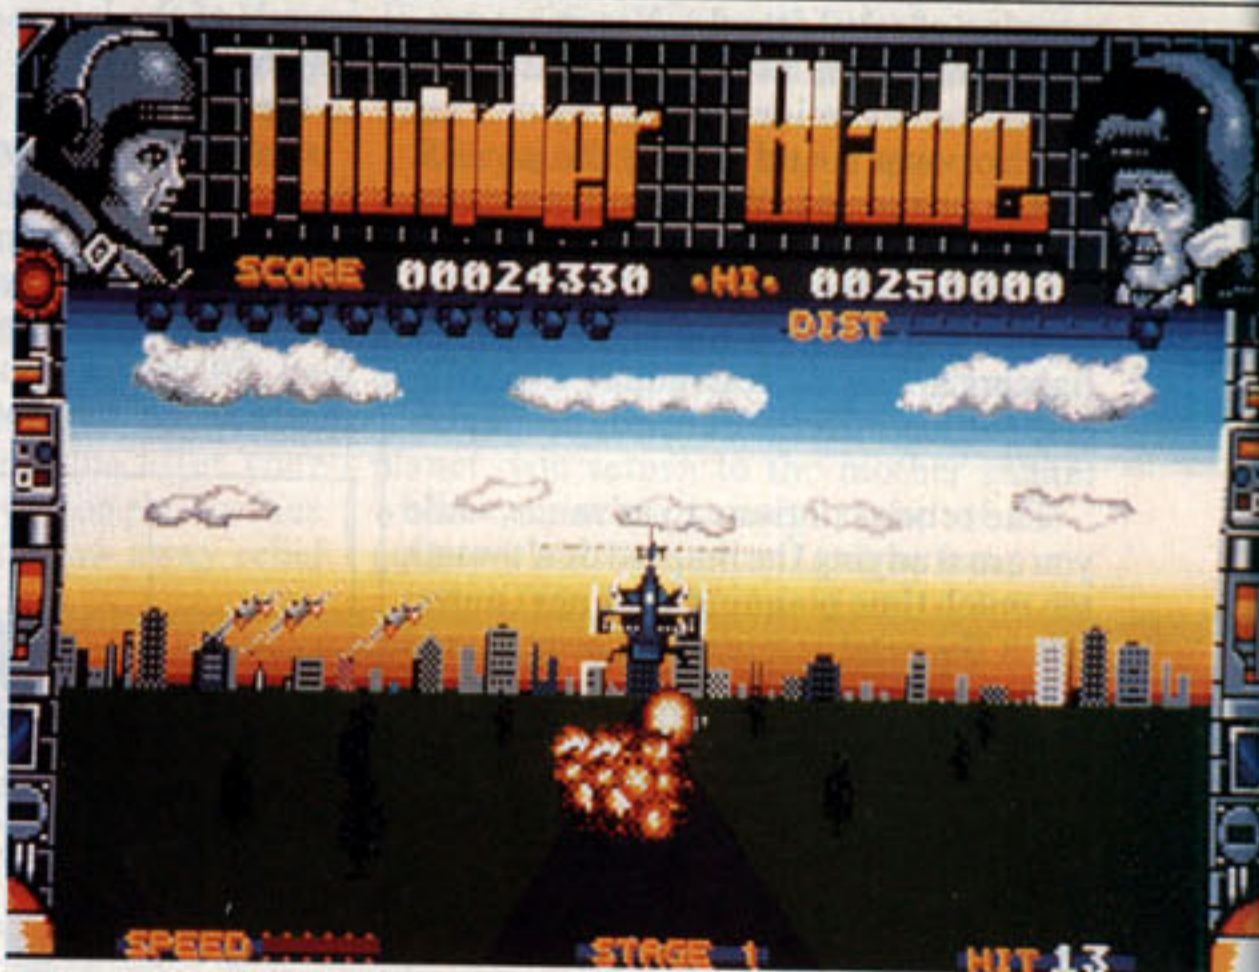 Thunder Blade
SCORE 00024330 •HI• 00250000
DIST
SPEED STAGE 1 HIT 13